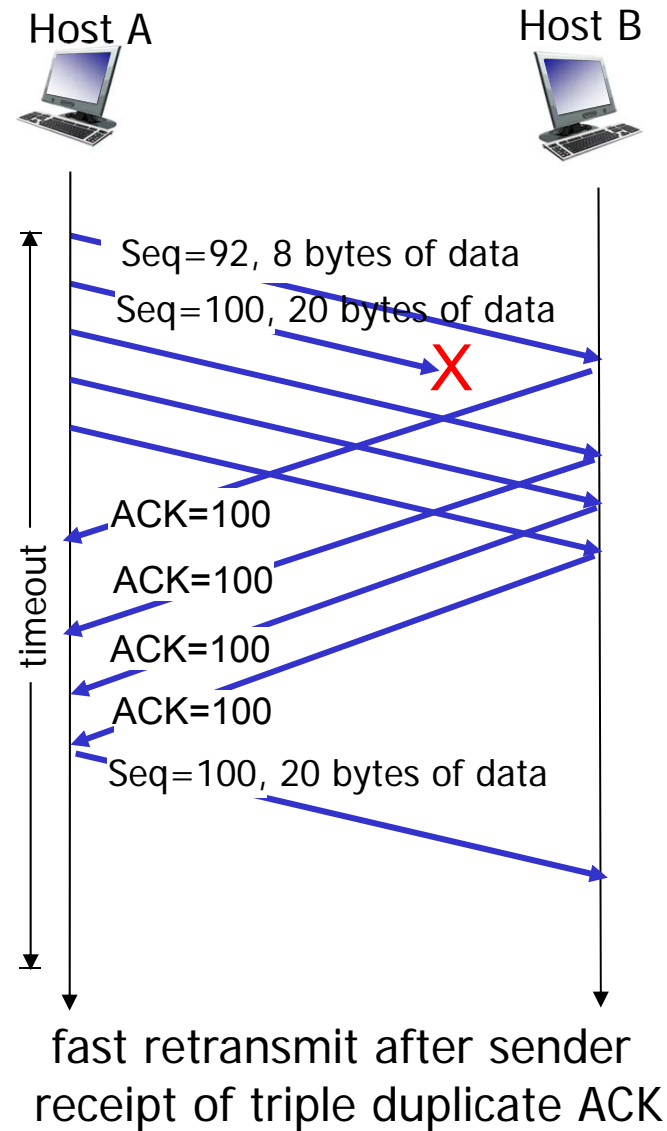 Host A
Host B
Seq=92, 8 bytes of data
Seq=100, 20 bytes of data
X
ACK=100
timeout
ACK=100
ACK=100
ACK=100
Seq=100, 20 bytes of data
fast retransmit after sender
receipt of triple duplicate ACK